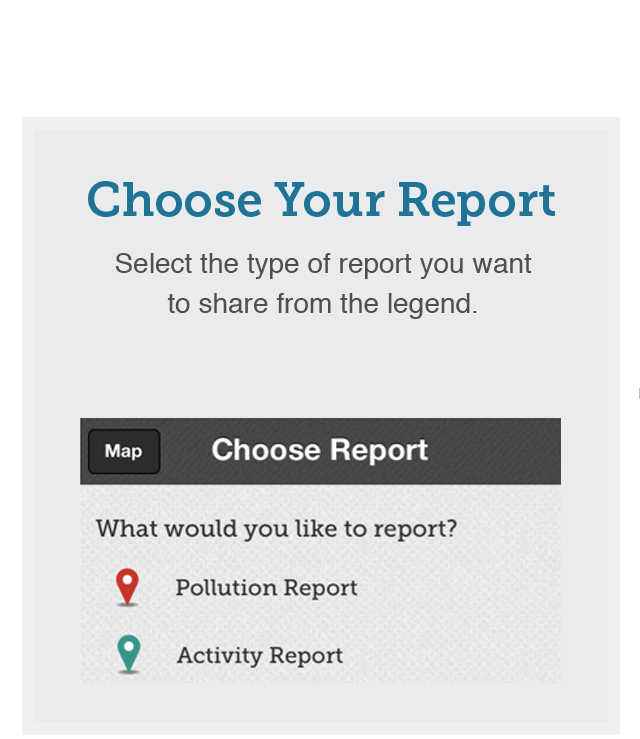 Choose Your Report
Select the type of report you want
to share from the legend.
Map
Choose Report
What would you like to report?
Pollution Report
Activity Report